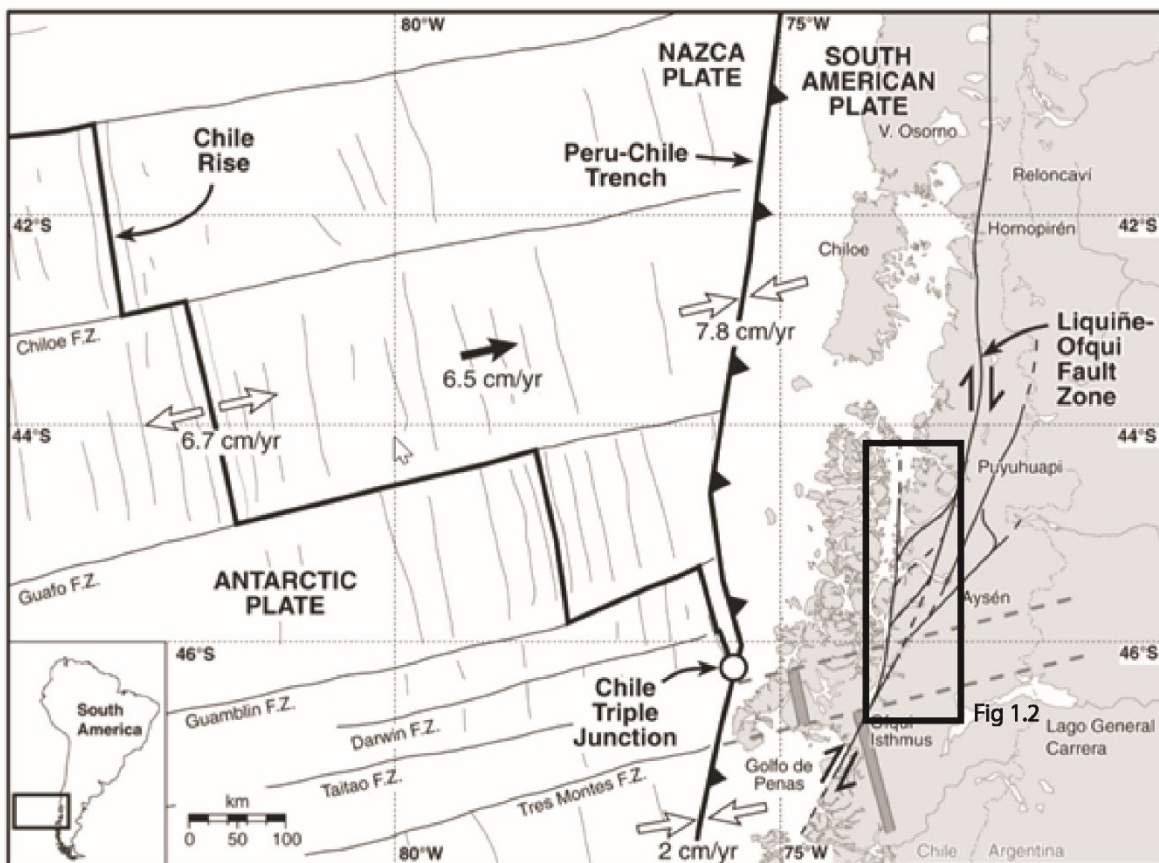 80°W
75°W
NAZCA
PLATE
SOUTH
AMERICAN
PLATE
Chile
Rise
V. Osorno
Peru-Chile
Trench
Reloncaví
42°S
42°S
Hornopirén
Chiloe
Chiloe F.Z.
7.8 cm/yr
Liquiñe-
Ofqui
Fault
Zone
6.5 cm/yr
6.7 cm/yr
44°S
44°S
Puyuhuapi
Guafo F.Z.
ANTARCTIC
PLATE
Aysén
46°S
46°S
South
America
Guamblin F.Z.
Darwin F.Z.
Chile
Triple
Junction
Fig 1.2
Ofqui
Isthmus
Lago General
Carrera
Taitao F.Z.
Golfo de
Penas
Tres Montes F.Z.
km
0 50 100
80°W
2 cm/yr
75°W
Chile
Argentina